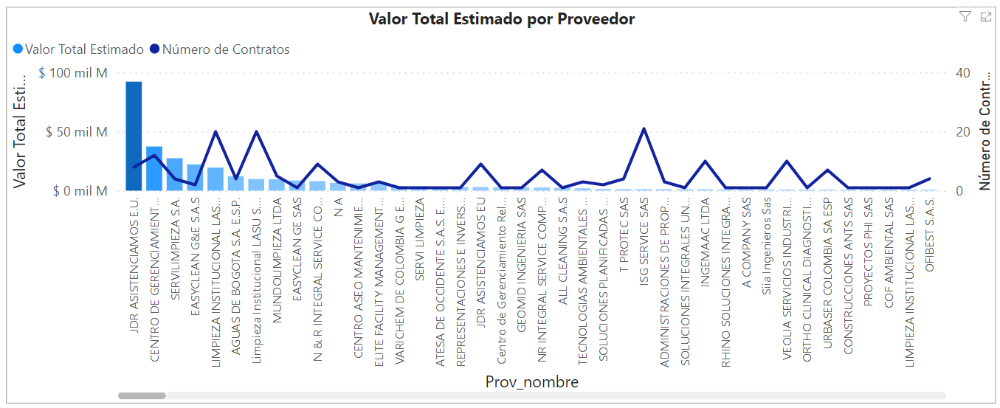 Valor Total Estimado por Proveedor
Valor Total Estimado
Número de Contratos
Valor Total Esti...
$ 100 mil M
$ 50 mil M
$ 0 mil M
40
20
0
Número de Contr...
JDR ASISTENCIAMOS E.U.
CENTRO DE GERENCIAMIENT...
SERVILIMPIEZA S.A.
EASYCLEAN G&E S.A.S
LIMPIEZA INSTITUCIONAL LAS...
AGUAS DE BOGOTA S.A. E.S.P.
Limpieza Institucional LASU S...
MUNDOLIMPIEZA LTDA
EASYCLEAN GE SAS
N & R INTEGRAL SERVICE CO...
N A
CENTRO ASEO MANTENIMIE...
ELITE FACILITY MANAGEMENT...
VARICHEM DE COLOMBIA G E...
SERVI LIMPIEZA
ATESA DE OCCIDENTE S.A.S. E...
REPRESENTACIONES E INVERS...
JDR ASISTENCIAMOS EU
Centro de Gerenciamiento Rel...
GEOMID INGENIERIA SAS
NR INTEGRAL SERVICE COMP...
ALL CLEANING S.A.S
TECNOLOGIAS AMBIENTALES ...
SOLUCIONES PLANIFICADAS ...
T PROTEC SAS
ISG SERVICE SAS
ADMINISTRACIONES DE PROP...
SOLUCIONES INTEGRALES UN...
INGEMAAC LTDA
RHINO SOLUCIONES INTEGRA...
A COMPANY SAS
Siia Ingenieros Sas
VEOLIA SERVICIOS INDUSTRI...
ORTHO CLINICAL DIAGNOSTI...
URBASER COLOMBIA SA ESP
CONSTRUCCIONES ANTS SAS
PROYECTOS PHI SAS
COF AMBIENTAL SAS
LIMPIEZA INSTITUCIONAL LAS...
OFIBEST S.A.S.
Prov_nombre